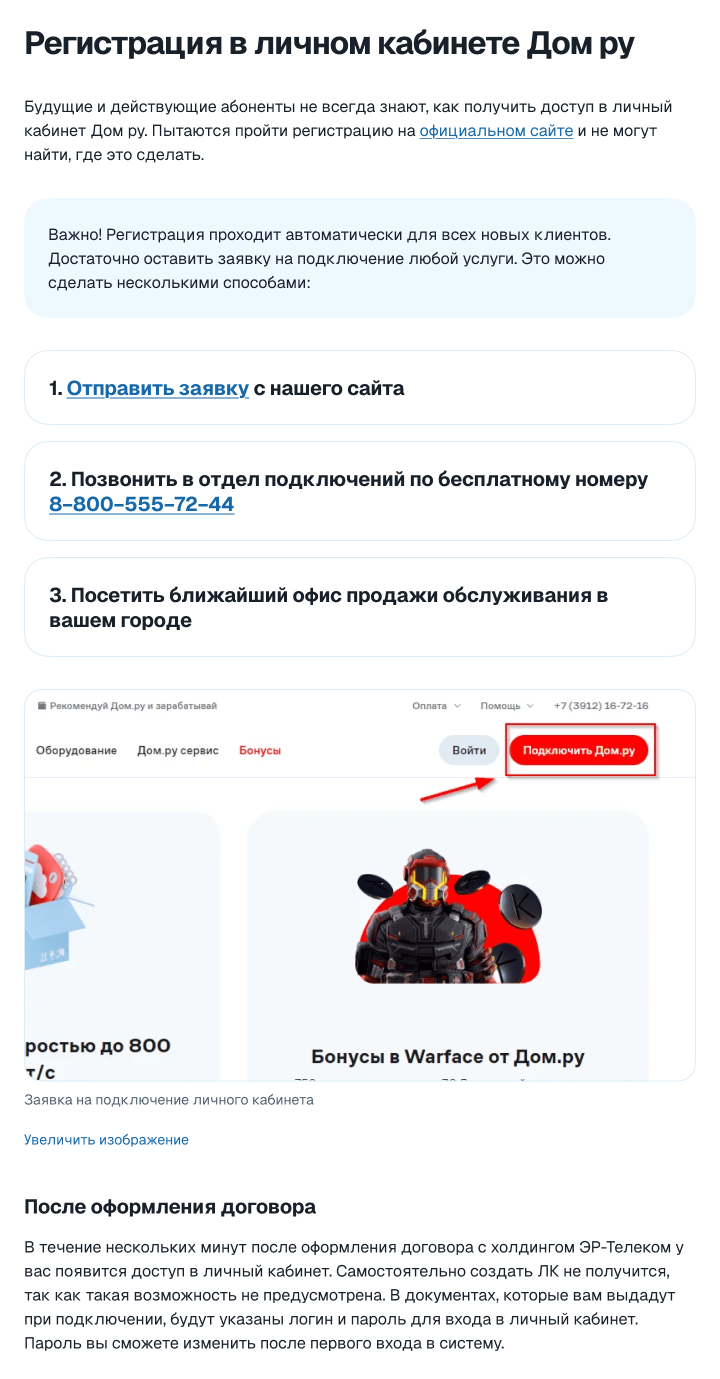 Регистрация в личном кабинете Дом ру
Будущие и действующие абоненты не всегда знают, как получить доступ в личный
кабинет Дом ру. Пытаются пройти регистрацию на официальном сайте и не могут
найти, где это сделать.
Важно! Регистрация проходит автоматически для всех новых клиентов.
Достаточно оставить заявку на подключение любой услуги. Это можно
сделать несколькими способами:
1. Отправить заявку с нашего сайта
2. Позвонить в отдел подключений по бесплатному номеру
8-800-555-72-44
3. Посетить ближайший офис продажи обслуживания в
вашем городе
Рекомендуй Дом.ру и зарабатывай Оплата Помощь +7 (3912) 16-72-16
Оборудование Дом.ру сервис Бонусы Войти Подключить Дом.ру
ростью до 800
т/с
Бонусы в Warface от Дом.ру
Заявка на подключение личного кабинета
Увеличить изображение
После оформления договора
В течение нескольких минут после оформления договора с холдингом ЭР-Телеком у
вас появится доступ в личный кабинет. Самостоятельно создать ЛК не получится,
так как такая возможность не предусмотрена. В документах, которые вам выдадут
при подключении, будут указаны логин и пароль для входа в личный кабинет.
Пароль вы сможете изменить после первого входа в систему.